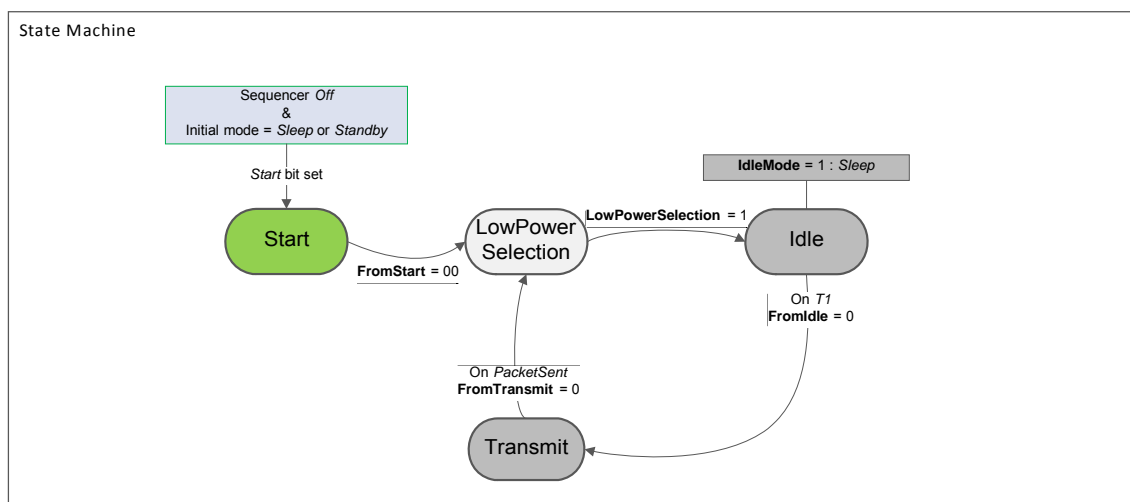 State Machine
Sequencer Off
&
Initial mode = Sleep or Standby
Start bit set
IdleMode = 1 : Sleep
Start
LowPower
Selection
LowPowerSelection = 1
Idle
FromStart = 00
On T1
FromIdle = 0
On PacketSent
FromTransmit = 0
Transmit